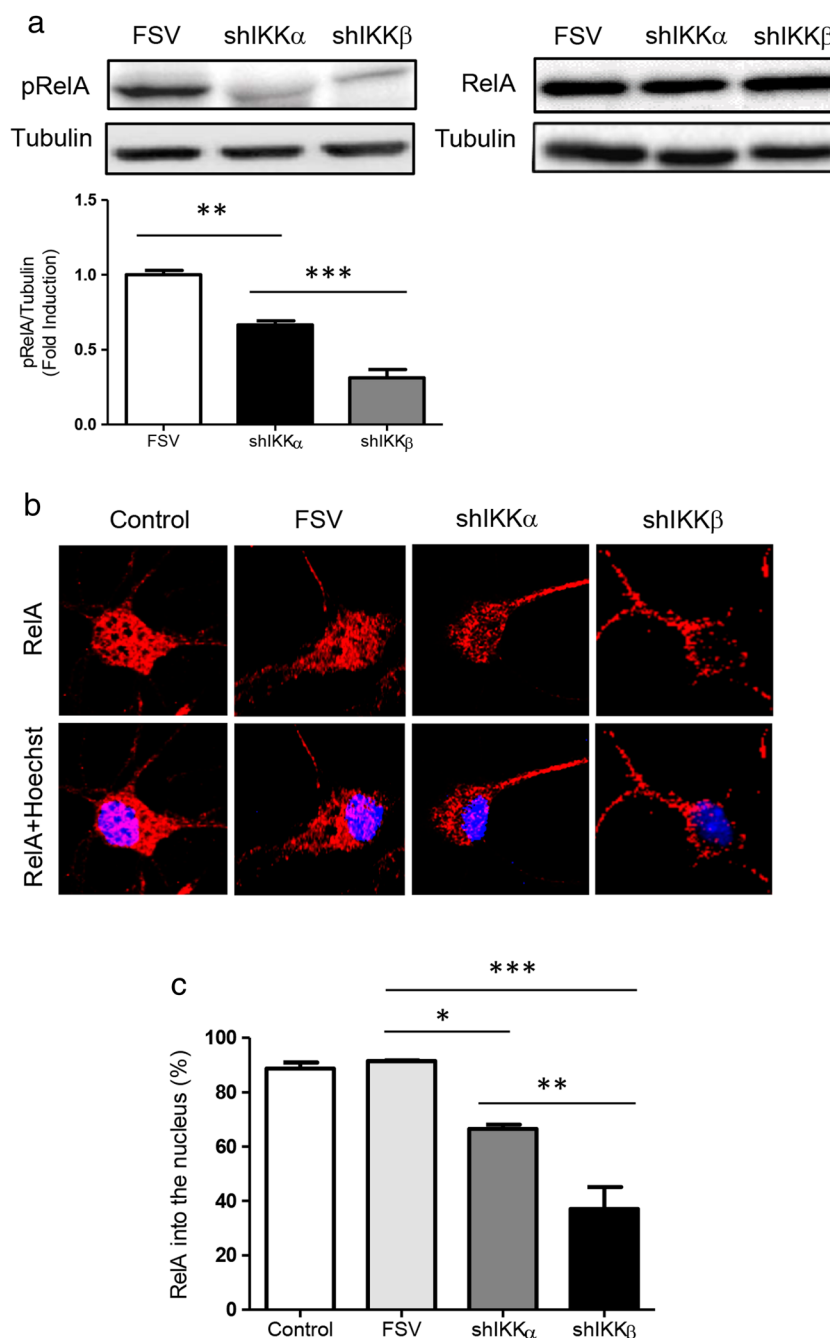 a
FSV shIKKα shIKKβ
pRelA
Tubulin
FSV shIKKα shIKKβ
RelA
Tubulin
pRelA/Tubulin
(Fold Induction)
1.5
1.0
0.5
0.0
**
***
FSV shIKKα shIKKβ
b
Control FSV shIKKα shIKKβ
RelA
RelA+Hoechst
c
RelA into the nucleus (%)
100
80
60
40
20
0
***
*
**
Control FSV shIKKα shIKKβ